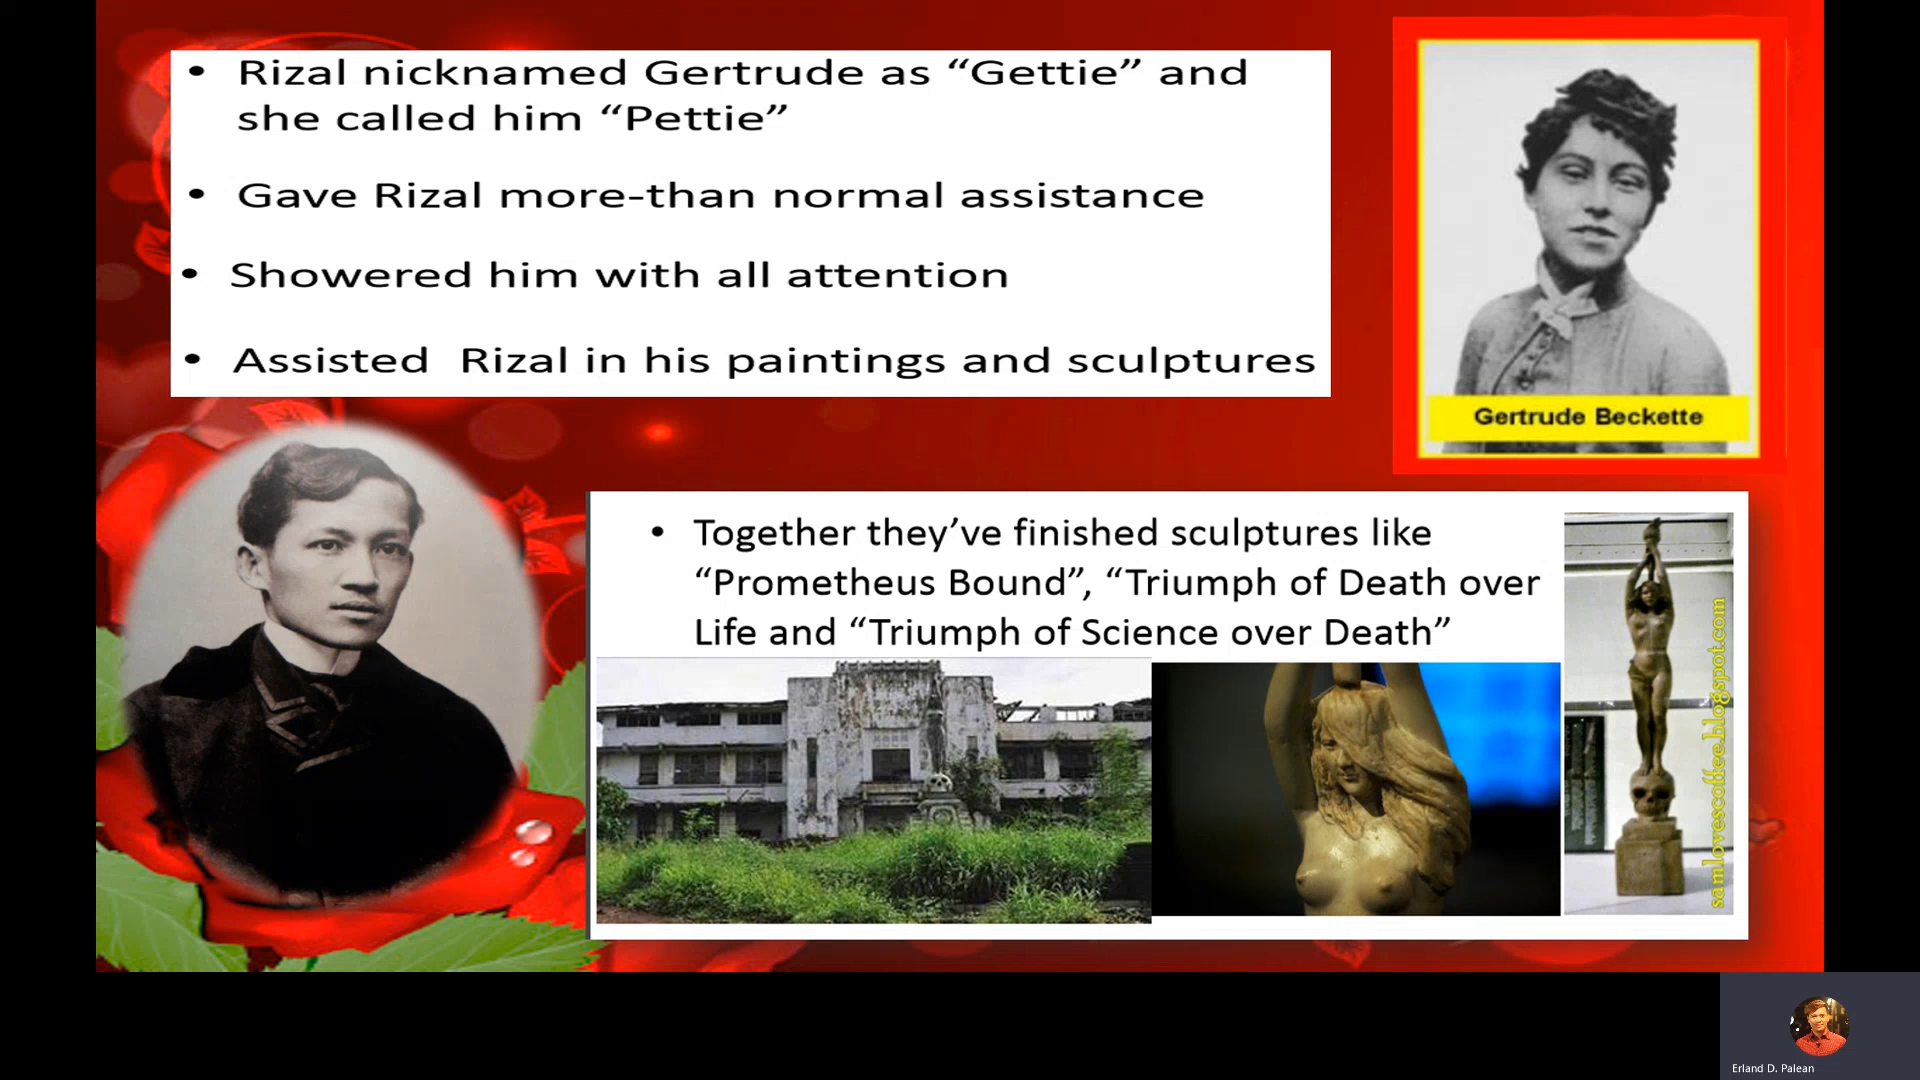 • Rizal nicknamed Gertrude as “Gettie” and
she called him “Pettie”
• Gave Rizal more-than normal assistance
• Showered him with all attention
• Assisted Rizal in his paintings and sculptures
Gertrude Beckette
• Together they’ve finished sculptures like
“Prometheus Bound”, “Triumph of Death over
Life and “Triumph of Science over Death”
samlovescoffee.blogspot.com
Erland D. Palean